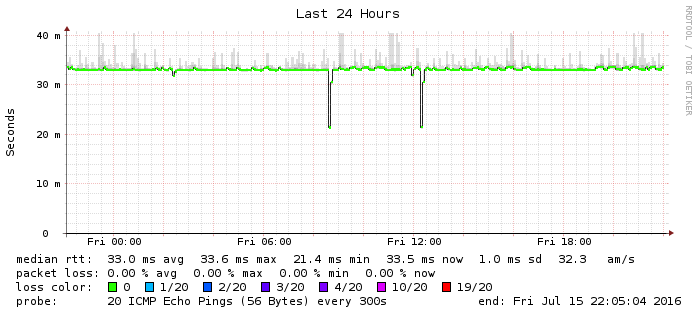 Last 24 Hours
RRDTOOL / TOBI OETIKER
Seconds
40 m
30 m
20 m
10 m
0
Fri 00:00 Fri 06:00 Fri 12:00 Fri 18:00
median rtt: 33.0 ms avg 33.6 ms max 21.4 ms min 33.5 ms now 1.0 ms sd 32.3 am/s
packet loss: 0.00 % avg 0.00 % max 0.00 % min 0.00 % now
loss color: 0 1/20 2/20 3/20 4/20 10/20 19/20
probe: 20 ICMP Echo Pings (56 Bytes) every 300s end: Fri Jul 15 22:05:04 2016